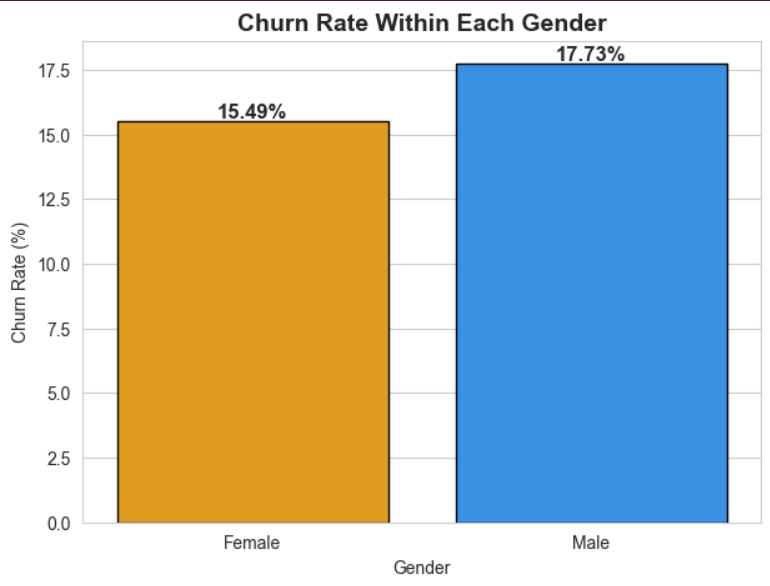 Churn Rate Within Each Gender
17.73%
17.5
15.49%
15.0
12.5
10.0
7.5
5.0
2.5
0.0
Churn Rate (%)
Female
Male
Gender